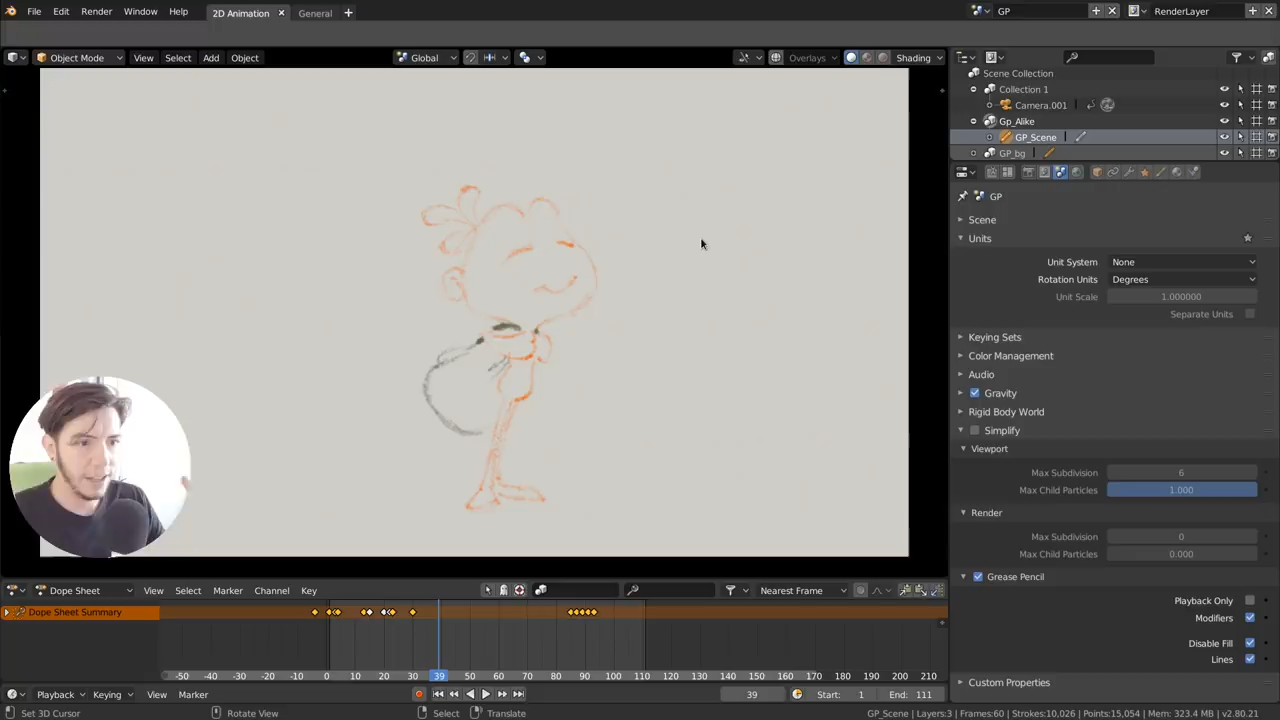 File Edit Render Window Help 2D Animation General GP RenderLayer
Object Mode View Select Add Object Global Overlays Shading
Scene Collection
Collection 1
Camera.001
Gp_Alike
GP_Scene
GP_bg
GP
Scene
Units
Unit System None
Rotation Units Degrees
Unit Scale 1.000000
Separate Units
Keying Sets
Color Management
Audio
Gravity
Rigid Body World
Simplify
Viewport
Max Subdivision 6
Max Child Particles 1.000
Render
Max Subdivision 0
Max Child Particles 0.000
Grease Pencil
Playback Only
Modifiers
Disable Fill
Lines
Custom Properties
Dope Sheet View Select Marker Channel Key Nearest Frame
Dope Sheet Summary
-50 -40 -30 -20 -10 0 10 20 30 39 50 60 70 80 90 100 110 120 130 140 150 160 170 180 190 200 210
Playback Keying View Marker 39 Start: 1 End: 111
Set 3D Cursor Rotate View Select Translate GP_Scene | Layers:3 | Frames:60 | Strokes:10,026 | Points:15,054 | Mem: 323.4 MB | v2.80.21